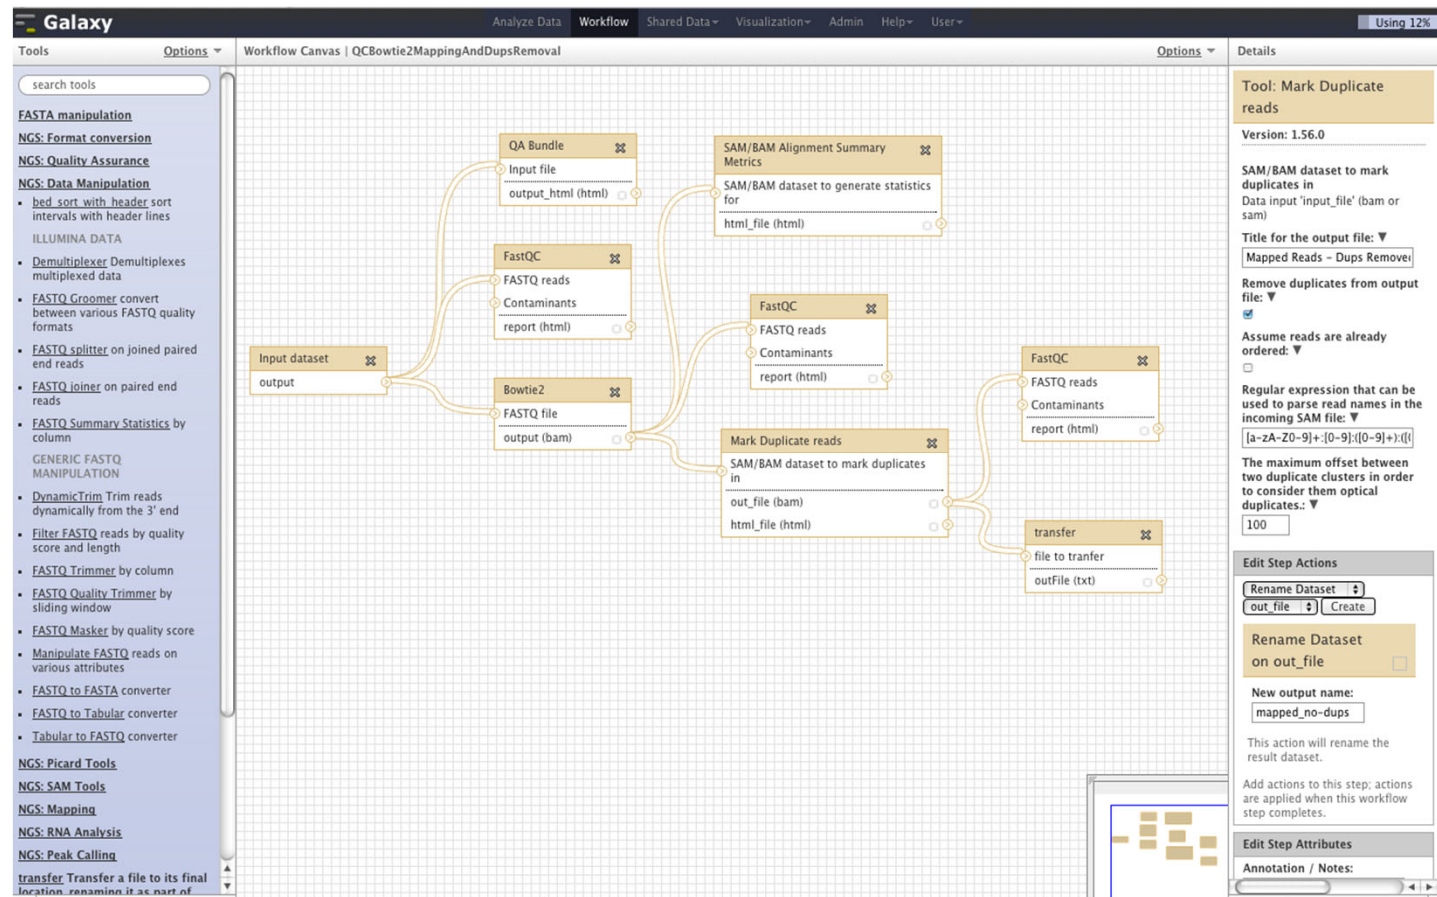 Galaxy
Analyze Data
Workflow
Shared Data
Visualization
Admin
Help
User
Using 12%
Tools
Options
search tools
FASTA manipulation
NGS: Format conversion
NGS: Quality Assurance
NGS: Data Manipulation
bed_sort_with_header sort
intervals with header lines
ILLUMINA DATA
Demultiplexer Demultiplexes
multiplexed data
FASTQ Groomer convert
between various FASTQ quality
formats
FASTQ splitter on joined paired
end reads
FASTQ joiner on paired end
reads
FASTQ Summary Statistics by
column
GENERIC FASTQ
MANIPULATION
DynamicTrim Trim reads
dynamically from the 3' end
Filter FASTQ reads by quality
score and length
FASTQ Trimmer by column
FASTQ Quality Trimmer by
sliding window
FASTQ Masker by quality score
Manipulate FASTQ reads on
various attributes
FASTQ to FASTA converter
FASTQ to Tabular converter
Tabular to FASTQ converter
NGS: Picard Tools
NGS: SAM Tools
NGS: Mapping
NGS: RNA Analysis
NGS: Peak Calling
transfer Transfer a file to its final
location, renaming it as part of
Workflow Canvas | QCBowtie2MappingAndDupsRemoval
Options
Input dataset
output
QA Bundle
Input file
output_html (html)
FastQC
FASTQ reads
Contaminants
report (html)
Bowtie2
FASTQ file
output (bam)
SAM/BAM Alignment Summary
Metrics
SAM/BAM dataset to generate statistics
for
html_file (html)
FastQC
FASTQ reads
Contaminants
report (html)
Mark Duplicate reads
SAM/BAM dataset to mark duplicates
in
out_file (bam)
html_file (html)
FastQC
FASTQ reads
Contaminants
report (html)
transfer
file to tranfer
outFile (txt)
Details
Tool: Mark Duplicate
reads
Version: 1.56.0
SAM/BAM dataset to mark
duplicates in
Data input 'input_file' (bam or
sam)
Title for the output file:
Mapped Reads - Dups Remove
Remove duplicates from output
file:
Assume reads are already
ordered:
Regular expression that can be
used to parse read names in the
incoming SAM file:
[a-zA-Z0-9]+:[0-9]:([0-9]+):([
The maximum offset between
two duplicate clusters in order
to consider them optical
duplicates.:
100
Edit Step Actions
Rename Dataset
out_file
Create
Rename Dataset
on out_file
New output name:
mapped_no-dups
This action will rename the
result dataset.
Add actions to this step; actions
are applied when this workflow
step completes.
Edit Step Attributes
Annotation / Notes: